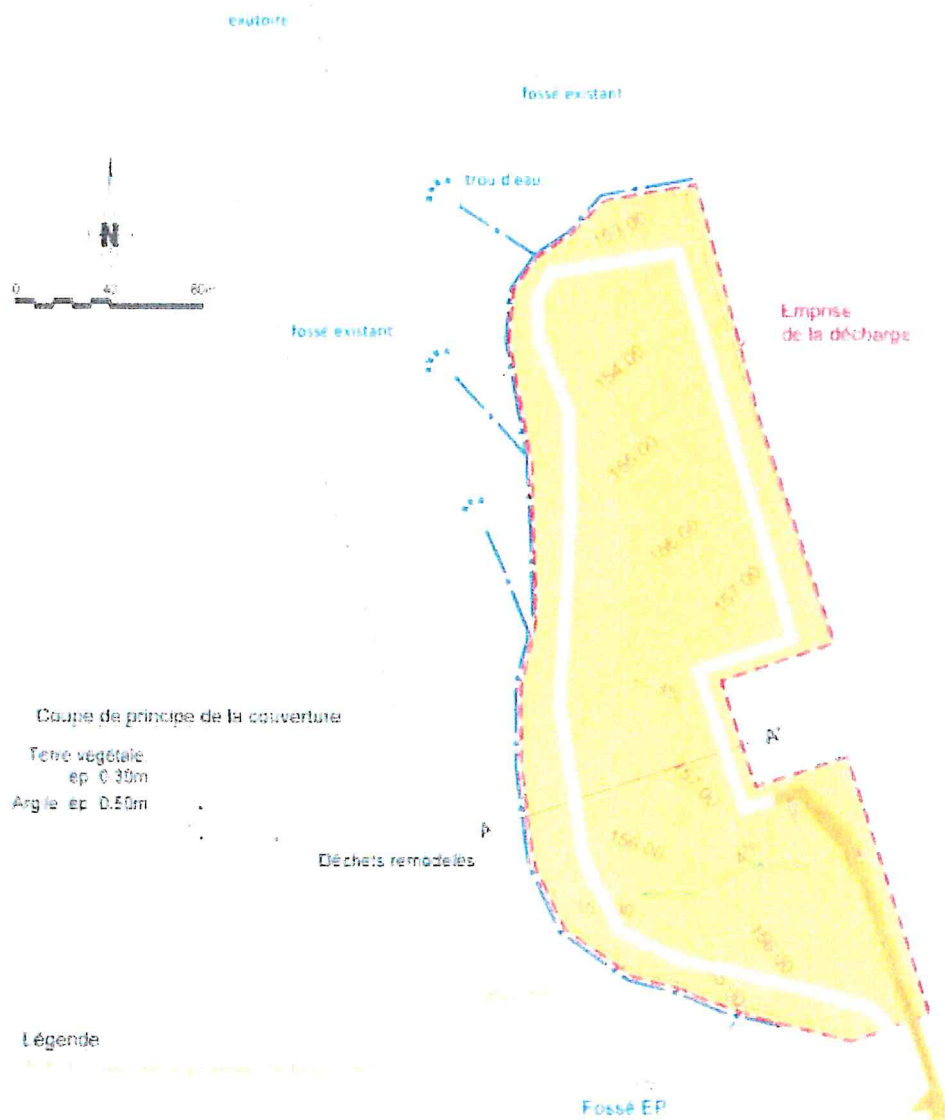 exutoire
fossé existant
trou d'eau
N
0 40 80m
153.00
Emprise
de la décharge
fossé existant
154.00
155.00
156.00
157.00
Coupe de principe de la couverture
Terre végétale
ep 0.30m
Argile ep 0.50m
A'
157.00
A
156.00
Déchets remodelés
156.00
Légende
Fossé EP